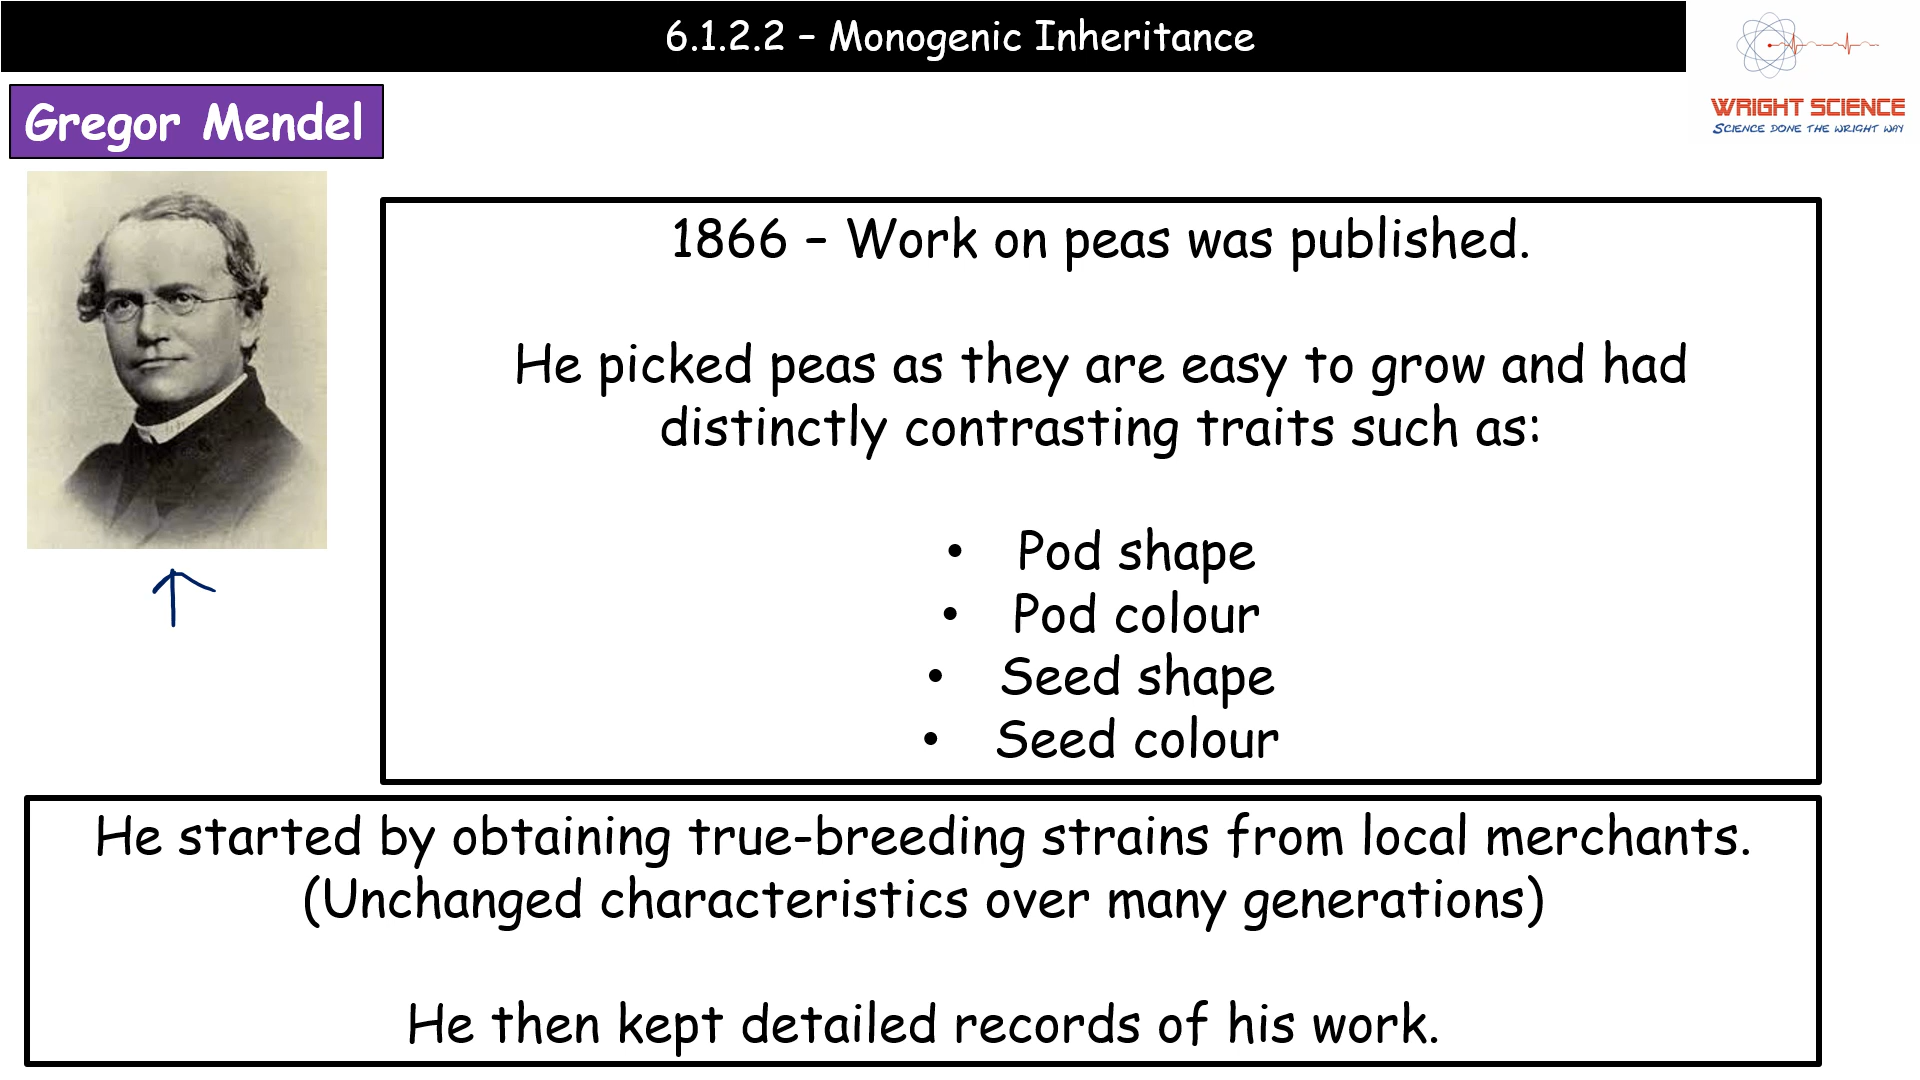 6.1.2.2 – Monogenic Inheritance
WRIGHT SCIENCE
SCIENCE DONE THE WRIGHT WAY
Gregor Mendel
1866 – Work on peas was published.
He picked peas as they are easy to grow and had
distinctly contrasting traits such as:
• Pod shape
• Pod colour
• Seed shape
• Seed colour
He started by obtaining true-breeding strains from local merchants.
(Unchanged characteristics over many generations)
He then kept detailed records of his work.